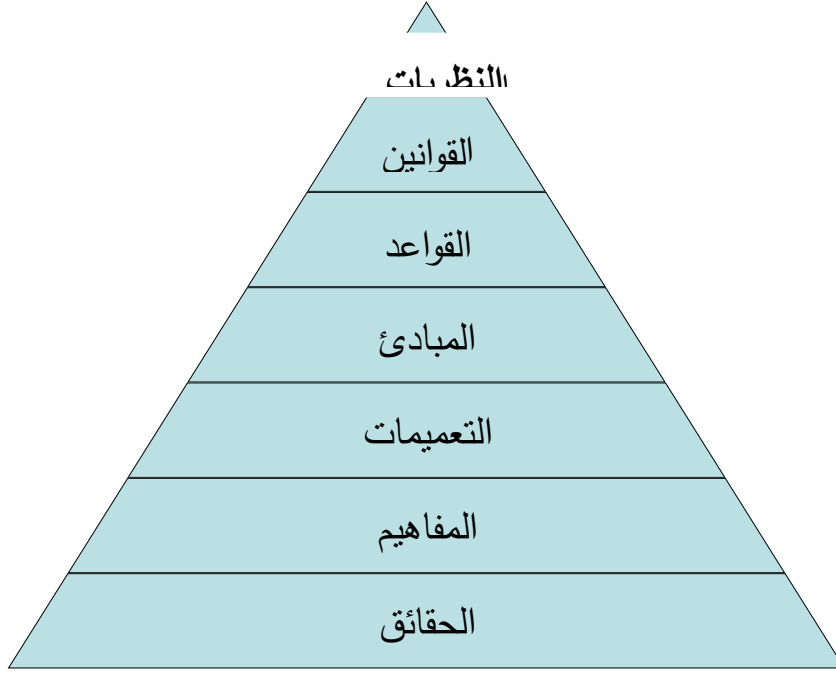 النظريات
القوانين
القواعد
المبادئ
التعميمات
المفاهيم
الحقائق